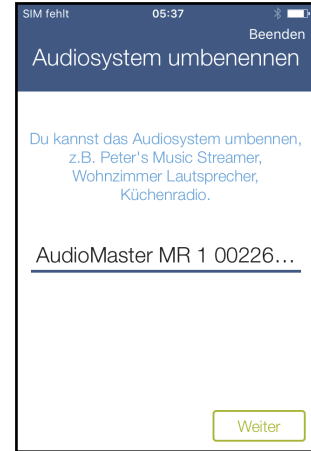 SIM fehlt 05:37
Beenden
Audiosystem umbenennen
Du kannst das Audiosystem umbennen,
z.B. Peter's Music Streamer,
Wohnzimmer Lautsprecher,
Küchenradio.
AudioMaster MR 1 00226...
Weiter